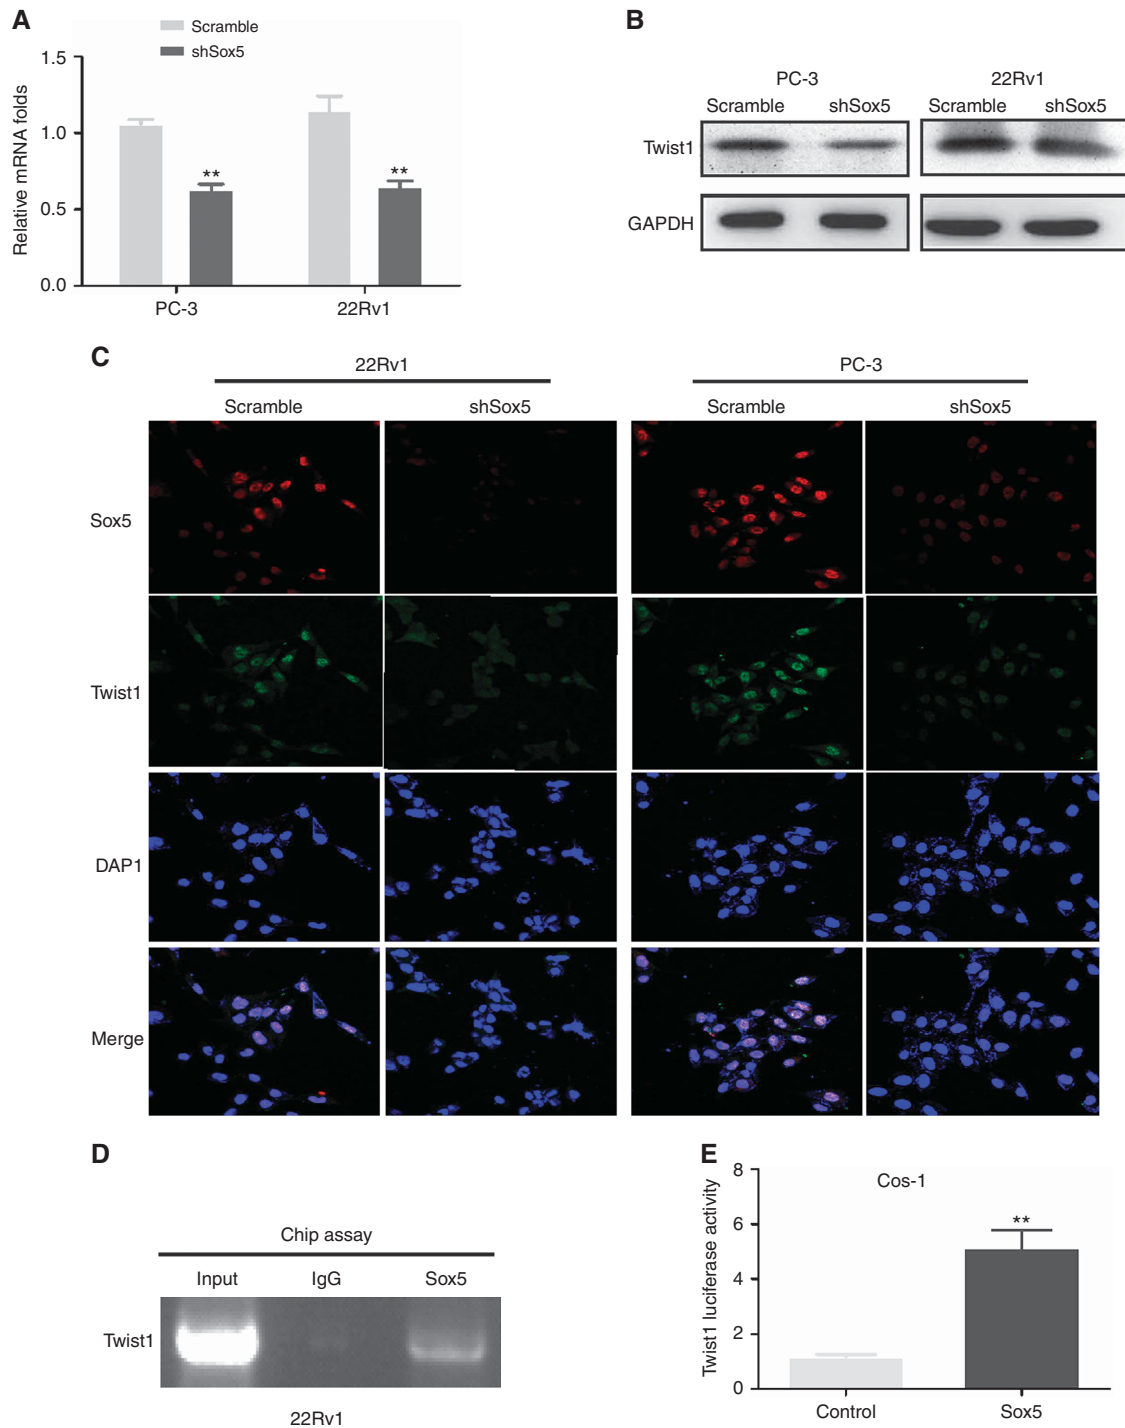 A
Scramble
shSox5
Relative mRNA folds
1.5
1.0
0.5
0.0
**
**
PC-3
22Rv1
B
PC-3
22Rv1
Scramble
shSox5
Scramble
shSox5
Twist1
GAPDH
C
22Rv1
PC-3
Scramble
shSox5
Scramble
shSox5
Sox5
Twist1
DAP1
Merge
D
Chip assay
Input
IgG
Sox5
Twist1
22Rv1
E
Cos-1
Twist1 luciferase activity
8
6
4
2
0
**
Control
Sox5